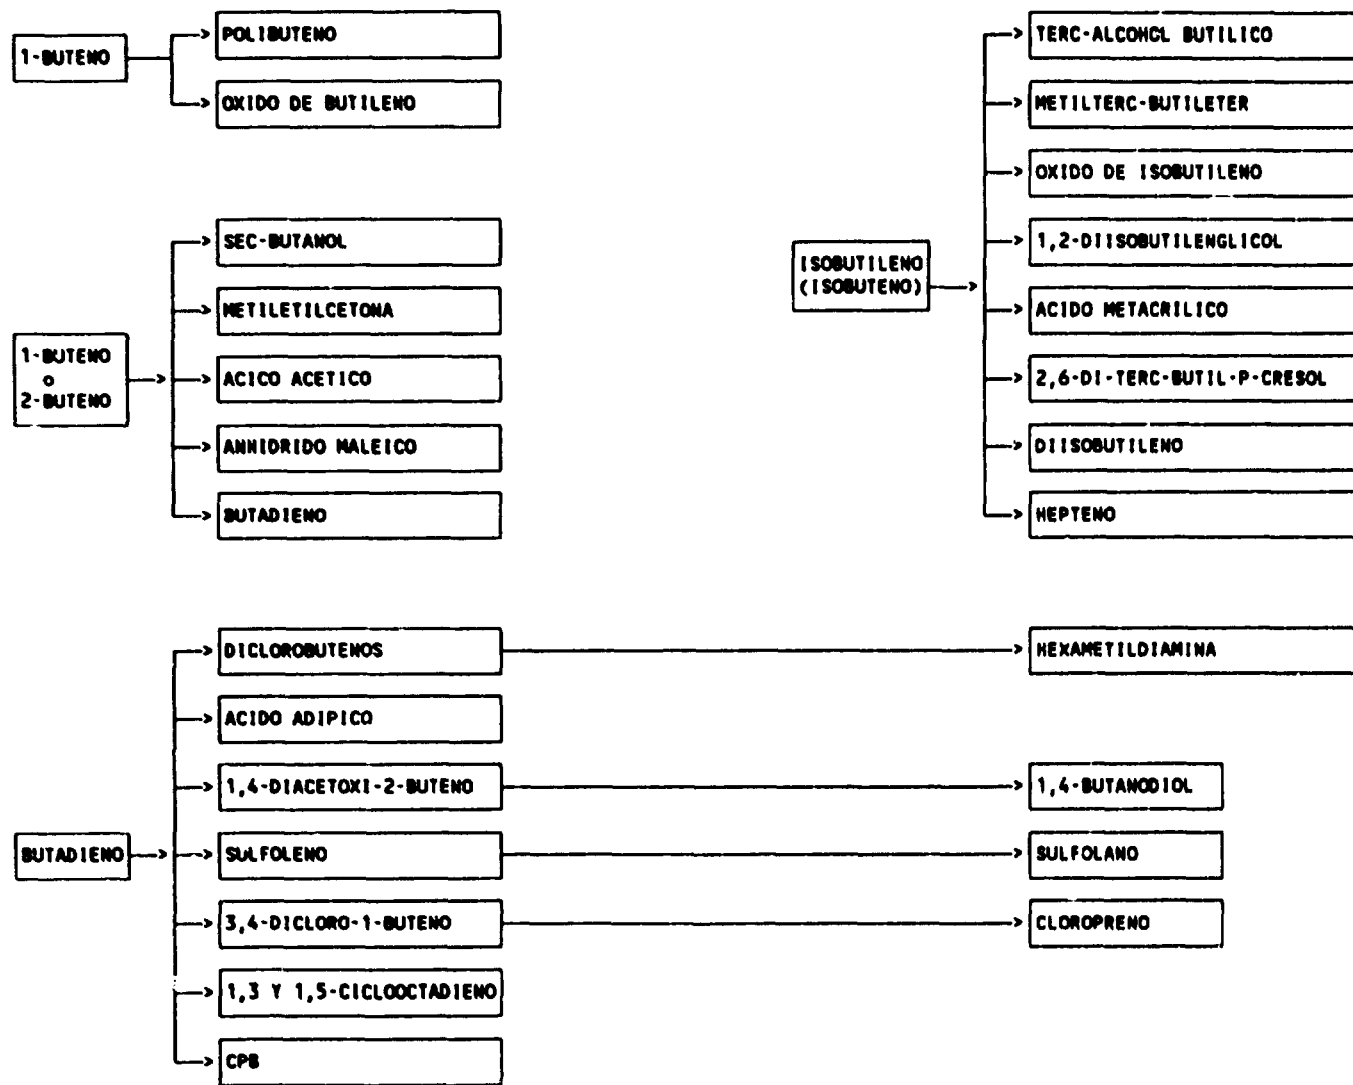 1-BUTENO
POLIBUTENO
OXIDO DE BUTILENO
1-BUTENO
o
2-BUTENO
SEC-BUTANOL
METILETILCETONA
ACICO ACETICO
ANHIDRIDO MALEICO
BUTADIENO
ISOBUTILENO
(ISOBUTENO)
TERC-ALCOHOL BUTILICO
METILTERC-BUTILETER
OXIDO DE ISOBUTILENO
1,2-DIISOBUTILENGLICOL
ACIDO METACRILICO
2,6-DI-TERC-BUTIL-P-CRESOL
DIISOBUTILENO
HEPTENO
BUTADIENO
DICLOROBUTENOS
HEXAMETILDIAMINA
ACIDO ADIPICO
1,4-DIACETOXI-2-BUTENO
1,4-BUTANODIOL
SULFOLENO
SULFOLANO
3,4-DICLORO-1-BUTENO
CLOROPRENO
1,3 Y 1,5-CICLOOCTADIENO
CPB